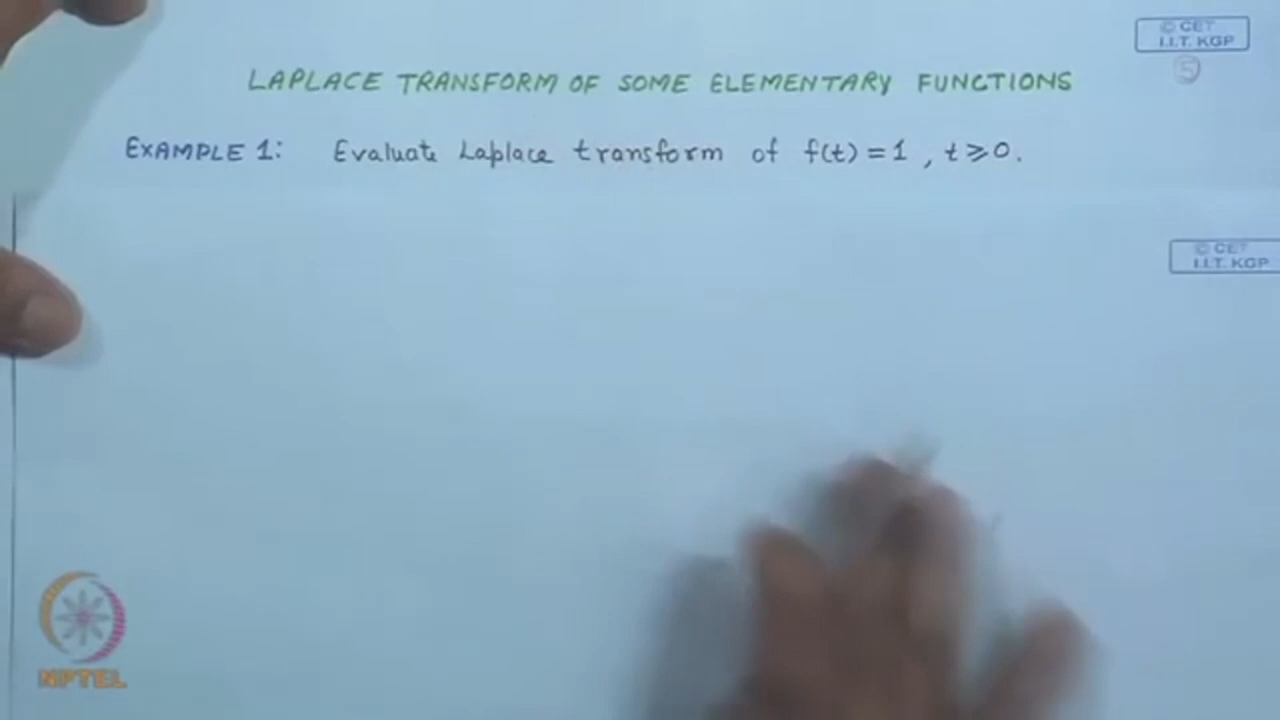 © CET
I.I.T. KGP
5
LAPLACE TRANSFORM OF SOME ELEMENTARY FUNCTIONS
EXAMPLE 1: Evaluate Laplace transform of f(t) = 1 , t ≥ 0.
© CET
I.I.T. KGP
NPTEL